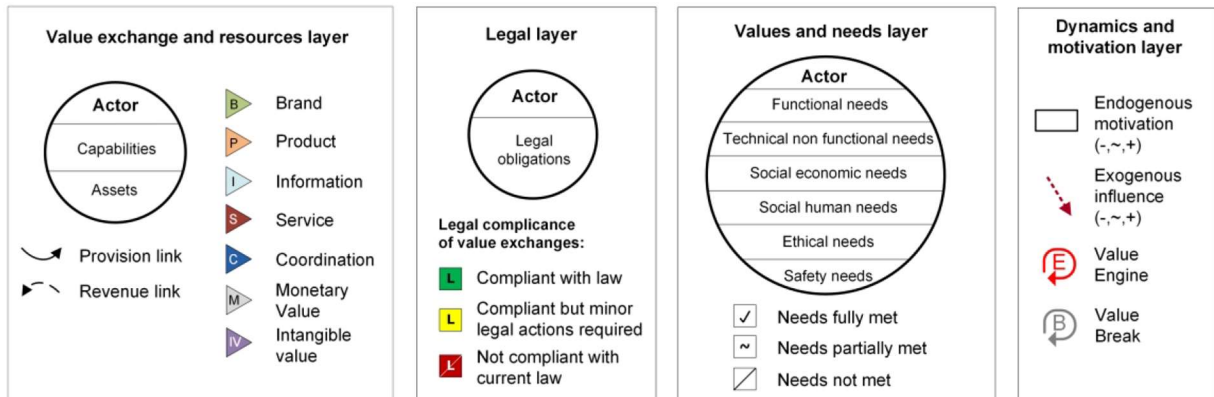 Value exchange and resources layer
Actor
Capabilities
Assets
Provision link
Revenue link
B Brand
P Product
I Information
S Service
C Coordination
M Monetary
Value
IV Intangible
value
Legal layer
Actor
Legal
obligations
Legal complicance
of value exchanges:
L Compliant with law
L Compliant but minor
legal actions required
L Not compliant with
current law
Values and needs layer
Actor
Functional needs
Technical non functional needs
Social economic needs
Social human needs
Ethical needs
Safety needs
✓ Needs fully met
~ Needs partially met
Needs not met
Dynamics and
motivation layer
Endogenous
motivation
(-,~,+)
Exogenous
influence
(-,~,+)
E Value
Engine
B Value
Break